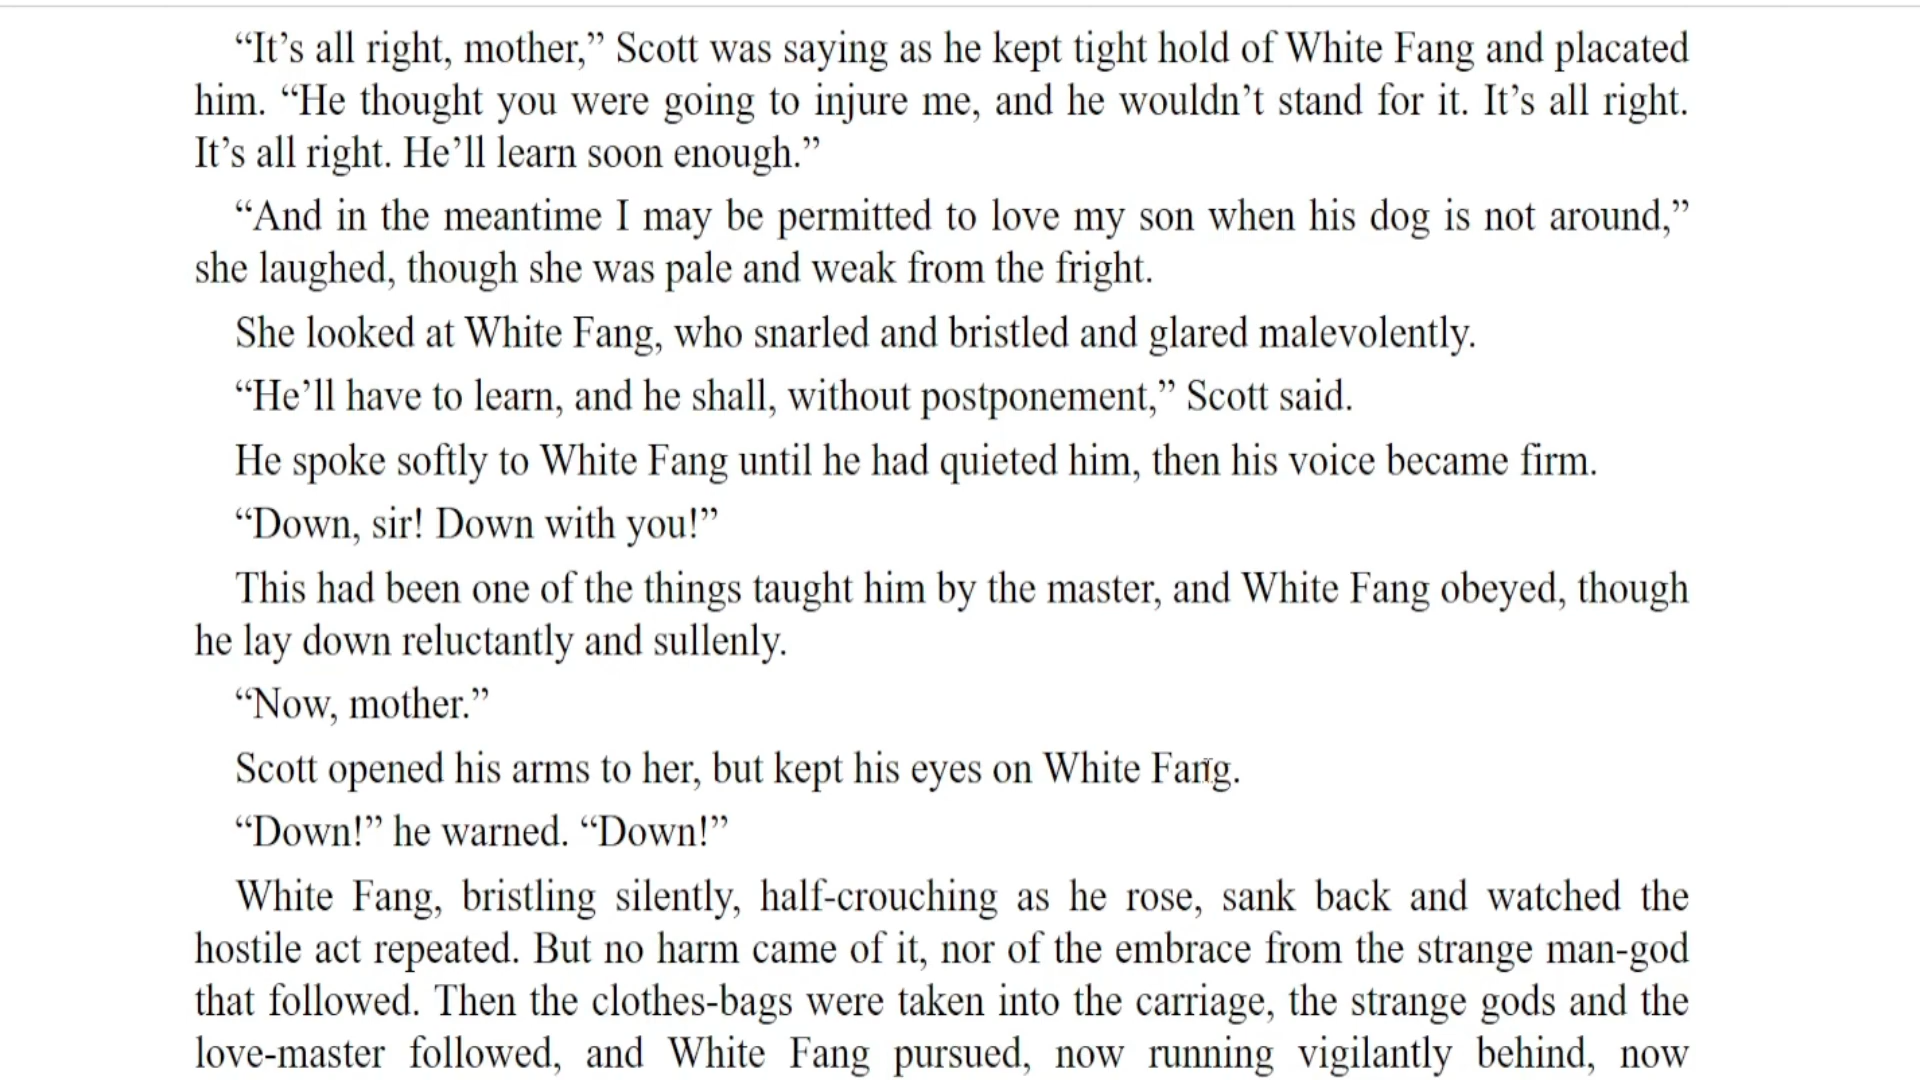 “It’s all right, mother,” Scott was saying as he kept tight hold of White Fang and placated
him. “He thought you were going to injure me, and he wouldn’t stand for it. It’s all right.
It’s all right. He’ll learn soon enough.”
“And in the meantime I may be permitted to love my son when his dog is not around,”
she laughed, though she was pale and weak from the fright.
She looked at White Fang, who snarled and bristled and glared malevolently.
“He’ll have to learn, and he shall, without postponement,” Scott said.
He spoke softly to White Fang until he had quieted him, then his voice became firm.
“Down, sir! Down with you!”
This had been one of the things taught him by the master, and White Fang obeyed, though
he lay down reluctantly and sullenly.
“Now, mother.”
Scott opened his arms to her, but kept his eyes on White Fang.
“Down!” he warned. “Down!”
White Fang, bristling silently, half-crouching as he rose, sank back and watched the
hostile act repeated. But no harm came of it, nor of the embrace from the strange man-god
that followed. Then the clothes-bags were taken into the carriage, the strange gods and the
love-master followed, and White Fang pursued, now running vigilantly behind, now